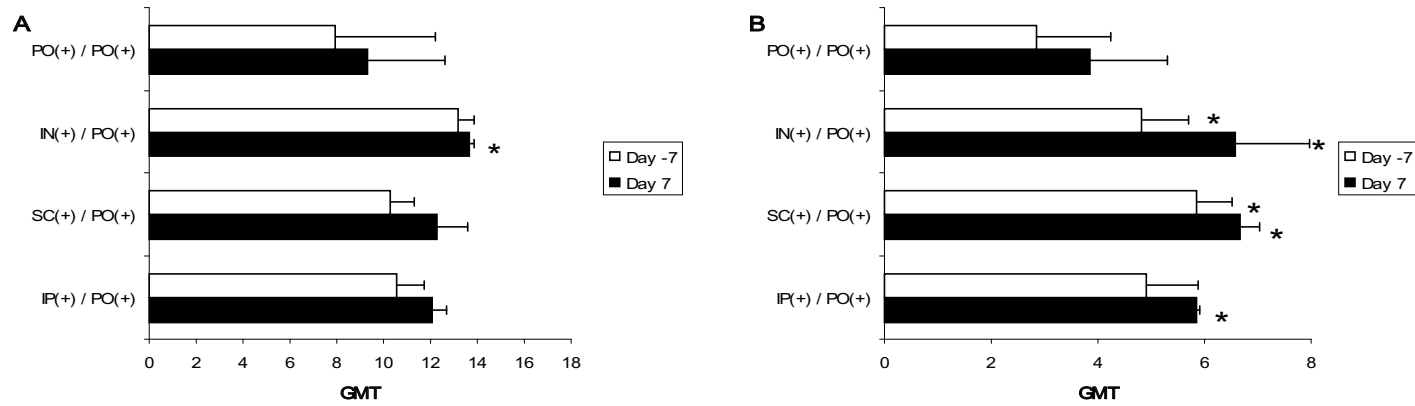 A
PO(+) / PO(+)
IN(+) / PO(+)
*
SC(+) / PO(+)
IP(+) / PO(+)
0 2 4 6 8 10 12 14 16 18
GMT
Day -7
Day 7
B
PO(+) / PO(+)
IN(+) / PO(+)
*
*
SC(+) / PO(+)
*
*
IP(+) / PO(+)
*
0 2 4 6 8
GMT
Day -7
Day 7